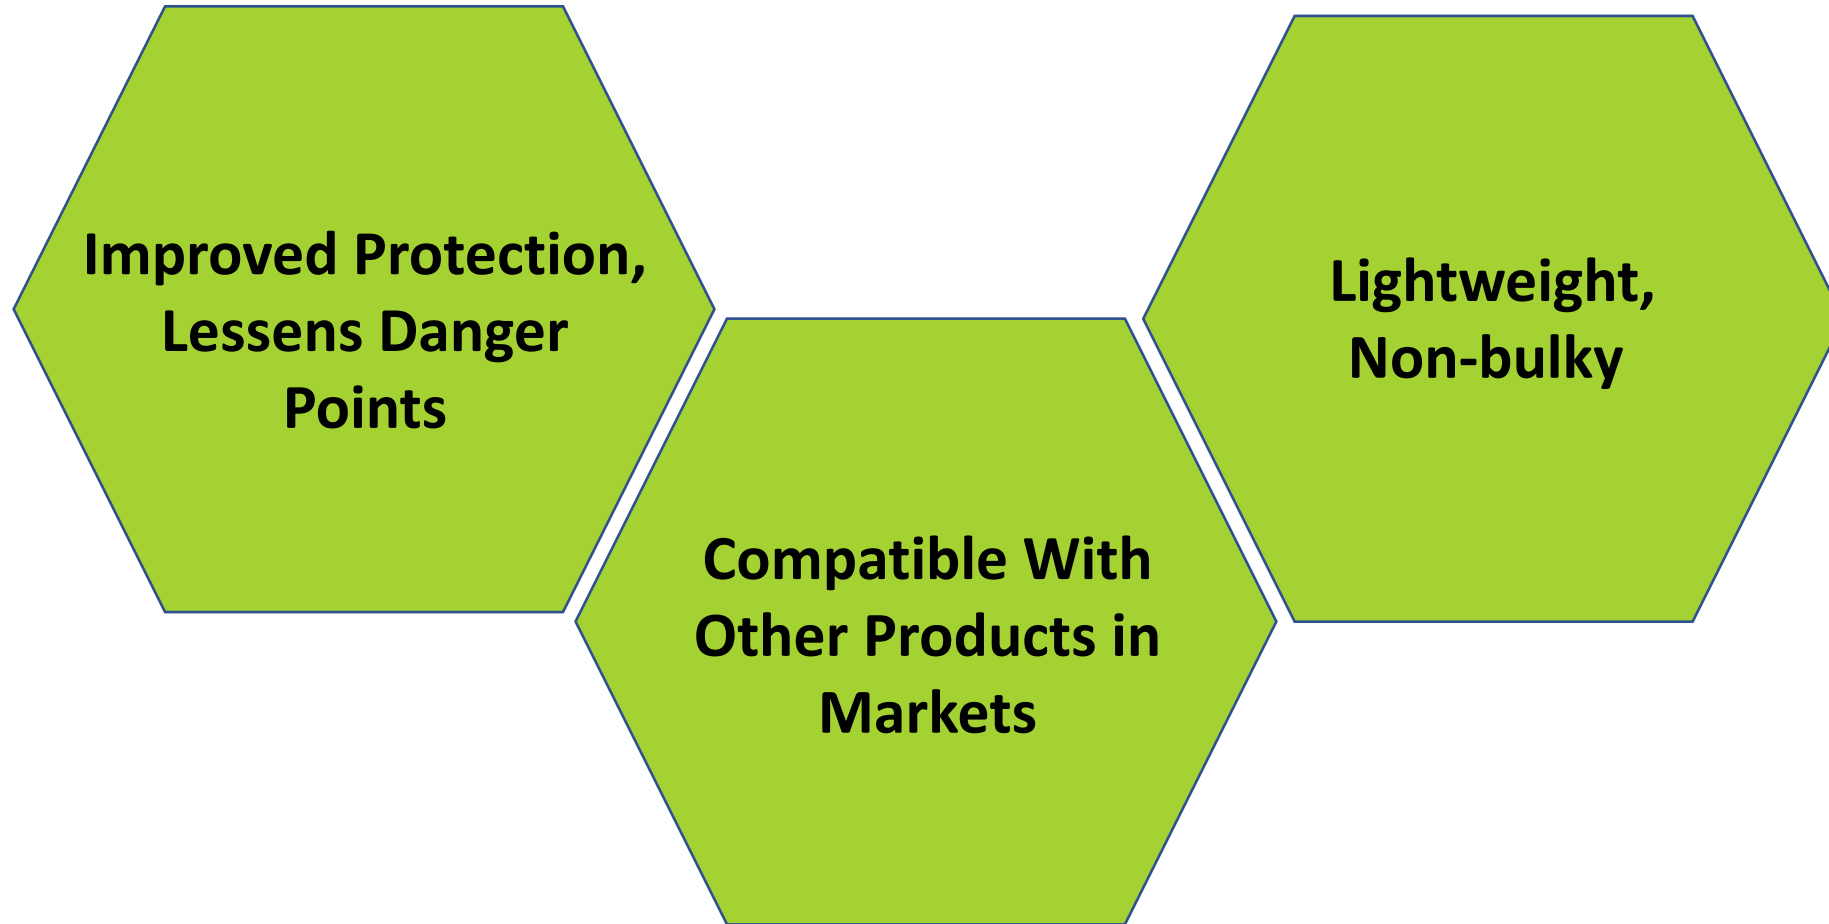 Improved Protection,
Lessens Danger
Points
Compatible With
Other Products in
Markets
Lightweight,
Non-bulky